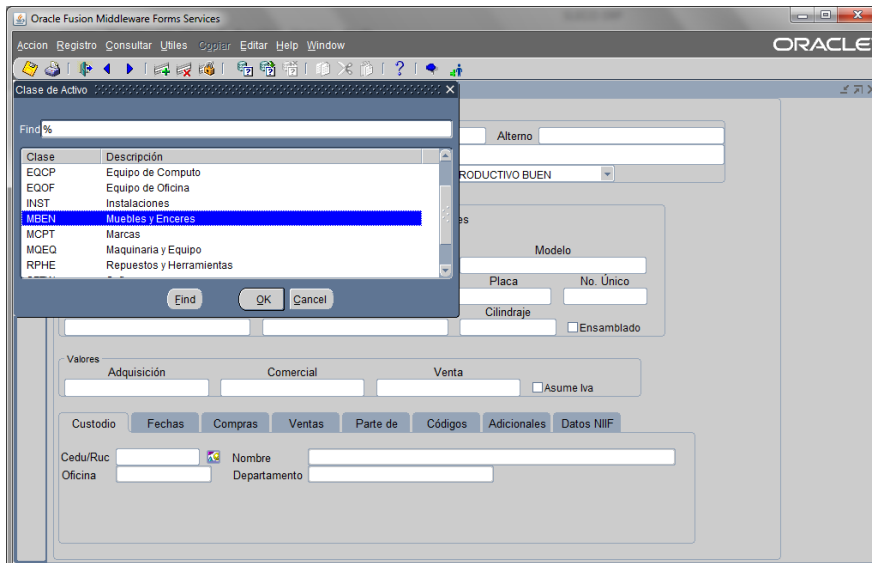 Oracle Fusion Middleware Forms Services
Accion Registro Consultar Utiles Copiar Editar Help Window
ORACLE
Clase de Activo
Find %
Clase Descripción
EQCP Equipo de Computo
EQOF Equipo de Oficina
INST Instalaciones
MBEN Muebles y Enceres
MCPT Marcas
MQEQ Maquinaria y Equipo
RPHE Repuestos y Herramientas
Find OK Cancel
Alterno
RODUCTIVO BUEN
es
Modelo
Placa No. Único
Cilindraje
Ensamblado
Valores
Adquisición Comercial Venta
Asume Iva
Custodio Fechas Compras Ventas Parte de Códigos Adicionales Datos NIIF
Cedu/Ruc Nombre
Oficina Departamento